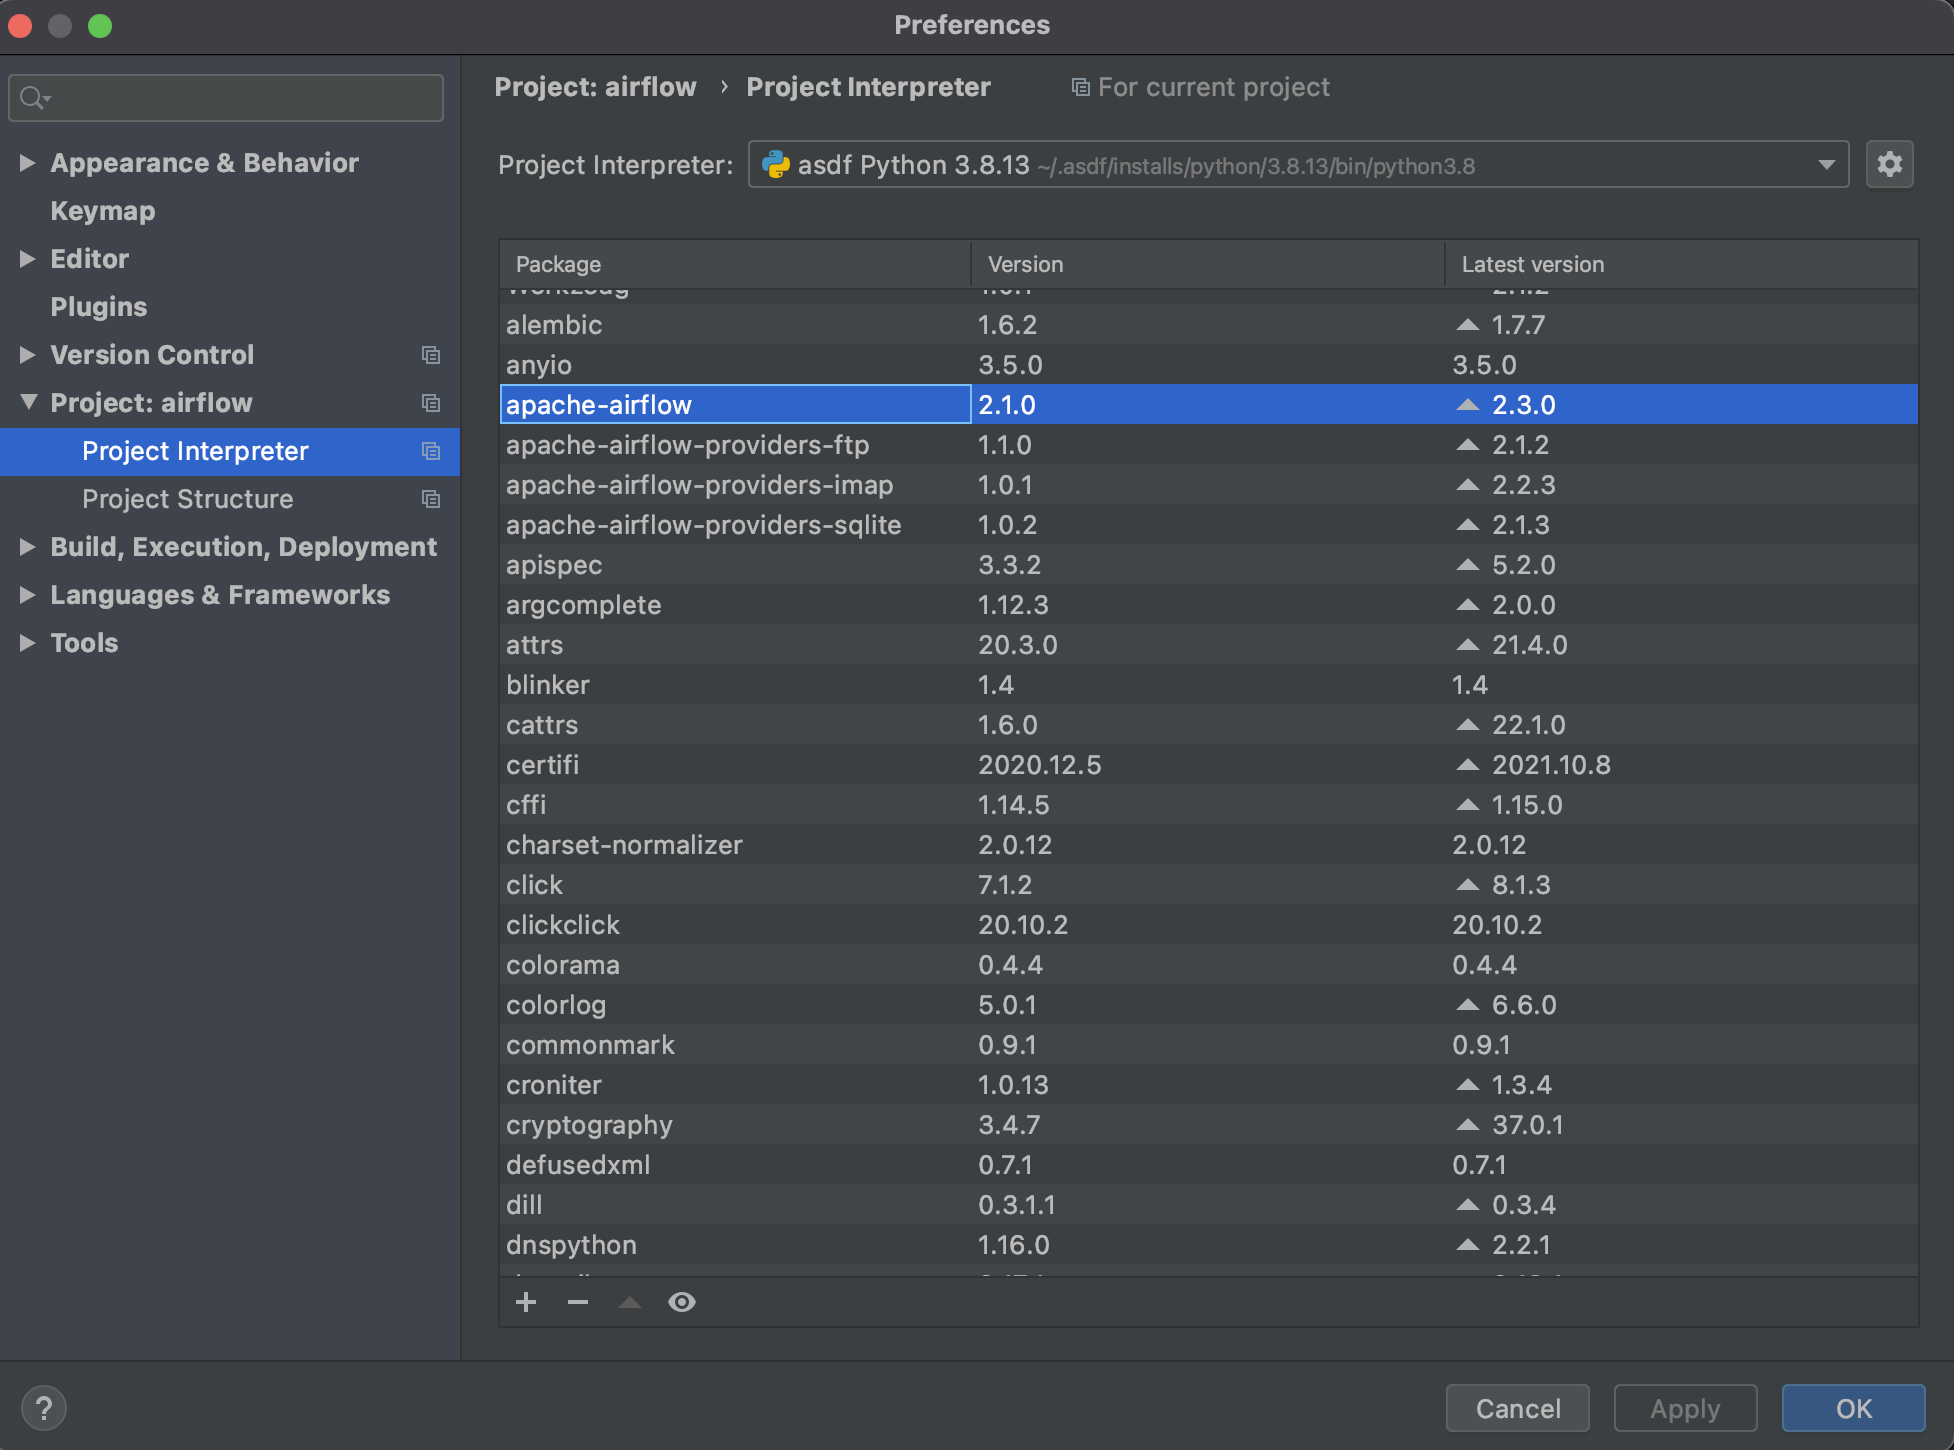 Preferences
Project: airflow › Project Interpreter For current project
Appearance & Behavior
Keymap
Editor
Plugins
Version Control
Project: airflow
Project Interpreter
Project Structure
Build, Execution, Deployment
Languages & Frameworks
Tools
Project Interpreter: asdf Python 3.8.13 ~/.asdf/installs/python/3.8.13/bin/python3.8
Package Version Latest version
alembic 1.6.2 1.7.7
anyio 3.5.0 3.5.0
apache-airflow 2.1.0 2.3.0
apache-airflow-providers-ftp 1.1.0 2.1.2
apache-airflow-providers-imap 1.0.1 2.2.3
apache-airflow-providers-sqlite 1.0.2 2.1.3
apispec 3.3.2 5.2.0
argcomplete 1.12.3 2.0.0
attrs 20.3.0 21.4.0
blinker 1.4 1.4
cattrs 1.6.0 22.1.0
certifi 2020.12.5 2021.10.8
cffi 1.14.5 1.15.0
charset-normalizer 2.0.12 2.0.12
click 7.1.2 8.1.3
clickclick 20.10.2 20.10.2
colorama 0.4.4 0.4.4
colorlog 5.0.1 6.6.0
commonmark 0.9.1 0.9.1
croniter 1.0.13 1.3.4
cryptography 3.4.7 37.0.1
defusedxml 0.7.1 0.7.1
dill 0.3.1.1 0.3.4
dnspython 1.16.0 2.2.1
?
Cancel Apply OK